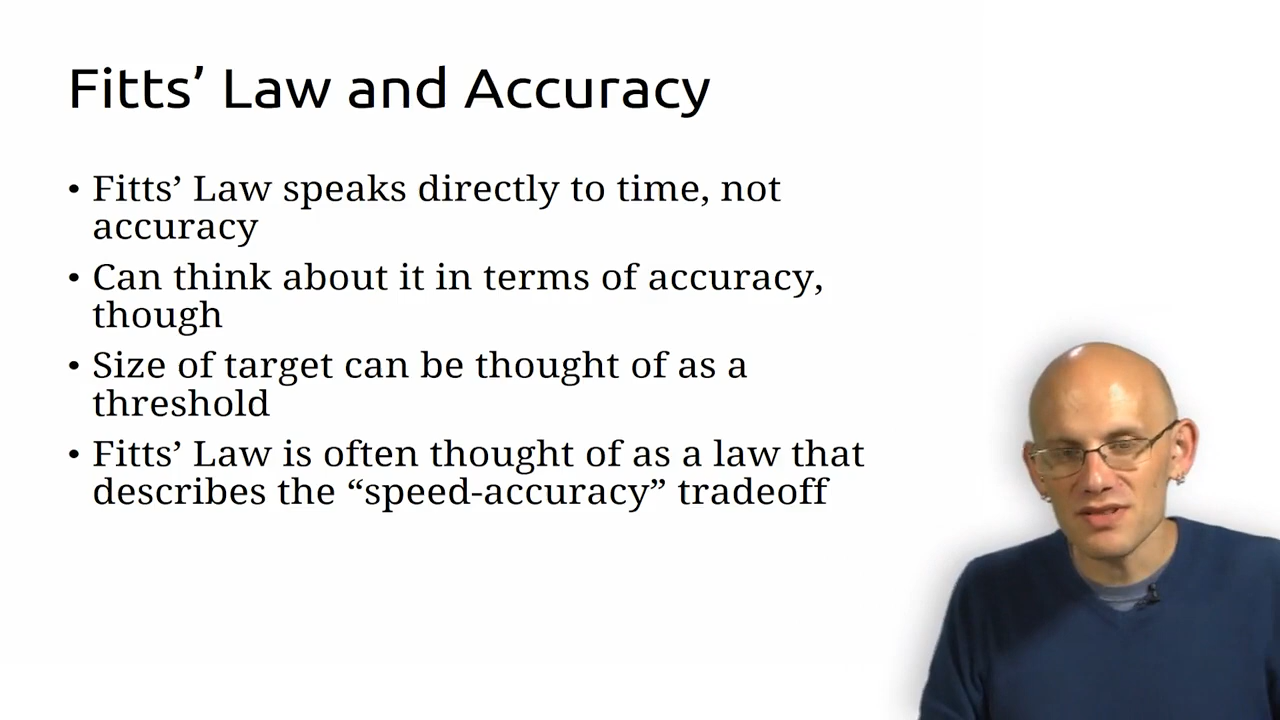 Fitts’ Law and Accuracy
• Fitts’ Law speaks directly to time, not
accuracy
• Can think about it in terms of accuracy,
though
• Size of target can be thought of as a
threshold
• Fitts’ Law is often thought of as a law that
describes the “speed-accuracy” tradeoff